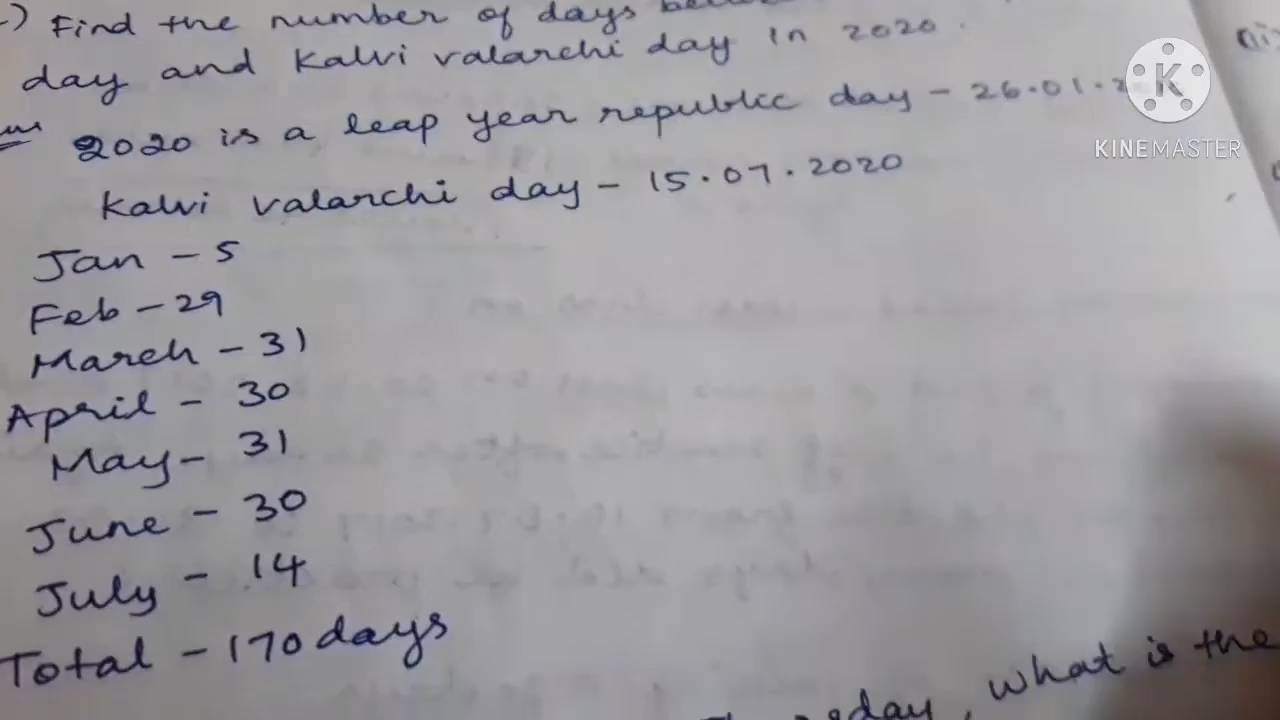 Find the number of days
day and Kalvi valarchi day in 2020.
2020 is a leap year republic day - 26.01.
Kalvi valarchi day - 15.07.2020
Jan - 5
Feb - 29
March - 31
April - 30
May - 31
June - 30
July - 14
Total - 170 days
what is the
K
KINEMASTER